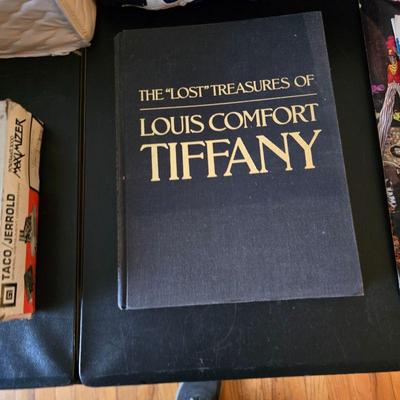 THE "LOST" TREASURES OF
LOUIS COMFORT
TIFFANY
MAXIMIZER
TACO/JERROLD